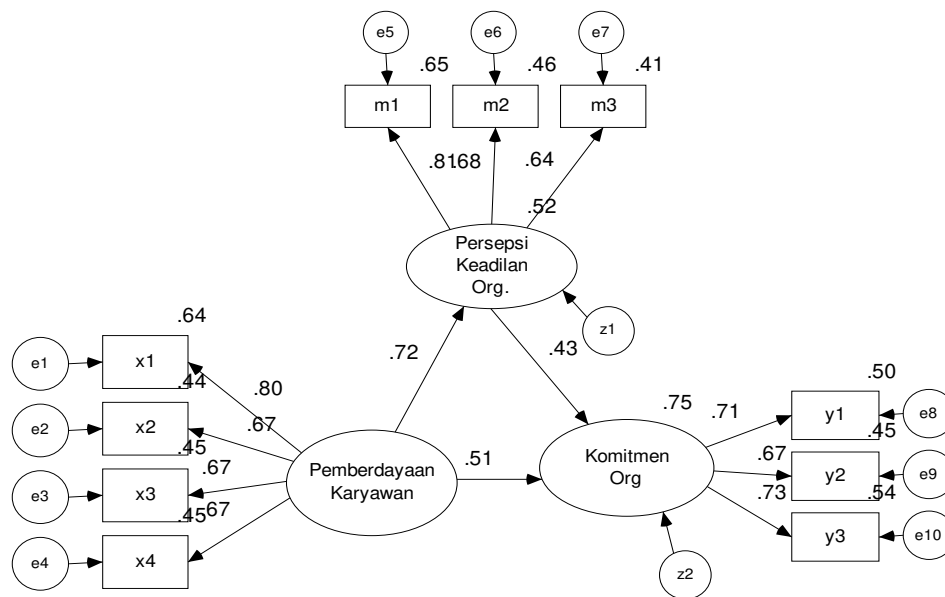 e5
e6
e7
.65
.46
.41
m1
m2
m3
.81
.68
.64
.52
Persepsi
Keadilan
Org.
z1
.64
e1
x1
.72
.43
.50
.44
.80
.75
.71
y1
e8
e2
x2
.67
.45
.45
.67
Pemberdayaan
Karyawan
.51
Komitmen
Org
.67
y2
e9
e3
x3
.73
.54
.45
.67
y3
e10
e4
x4
z2